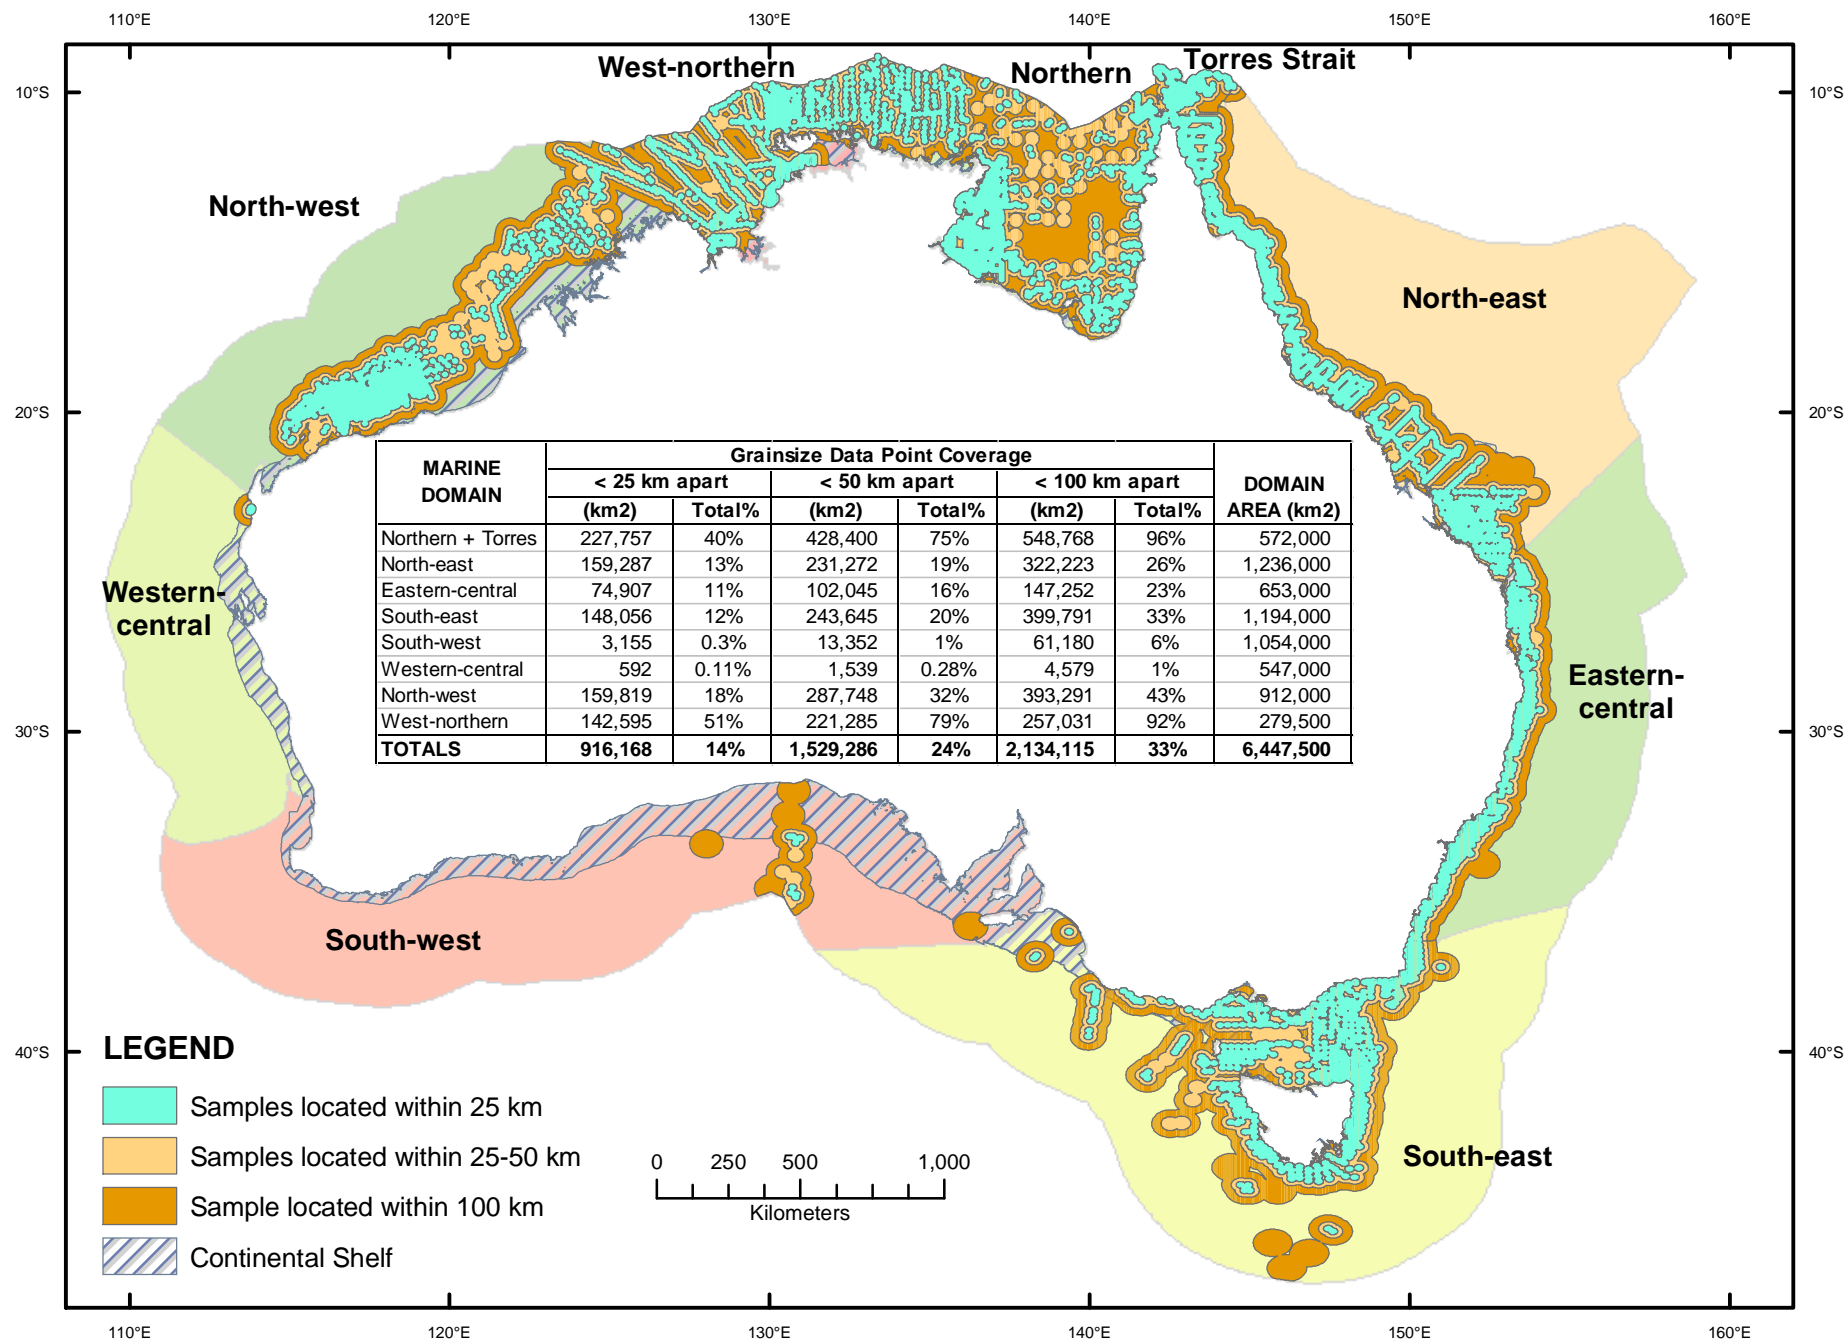 110°E 120°E 130°E 140°E 150°E 160°E
West-northern Northern Torres Strait
10°S 10°S
North-west
North-east
20°S 20°S
MARINE DOMAIN Grainsize Data Point Coverage DOMAIN AREA (km2)
< 25 km apart < 50 km apart < 100 km apart
(km2) Total% (km2) Total% (km2) Total%
Northern + Torres 227,757 40% 428,400 75% 548,768 96% 572,000
North-east 159,287 13% 231,272 19% 322,223 26% 1,236,000
Eastern-central 74,907 11% 102,045 16% 147,252 23% 653,000
South-east 148,056 12% 243,645 20% 399,791 33% 1,194,000
South-west 3,155 0.3% 13,352 1% 61,180 6% 1,054,000
Western-central 592 0.11% 1,539 0.28% 4,579 1% 547,000
North-west 159,819 18% 287,748 32% 393,291 43% 912,000
West-northern 142,595 51% 221,285 79% 257,031 92% 279,500
TOTALS 916,168 14% 1,529,286 24% 2,134,115 33% 6,447,500
Western-
central
Eastern-
central
30°S 30°S
South-west
40°S 40°S
South-east
LEGEND
Samples located within 25 km
Samples located within 25-50 km
Sample located within 100 km
Continental Shelf
0 250 500 1,000
Kilometers
110°E 120°E 130°E 140°E 150°E 160°E